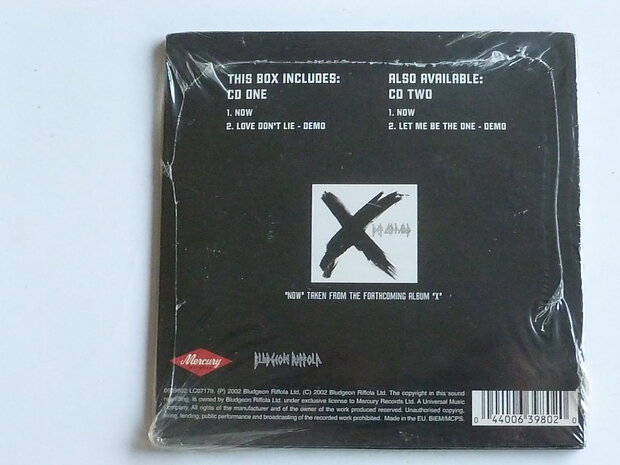 THIS BOX INCLUDES:
CD ONE
1. NOW
2. LOVE DON'T LIE - DEMO
ALSO AVAILABLE:
CD TWO
1. NOW
2. LET ME BE THE ONE - DEMO
DEF LEPPARD
"NOW" TAKEN FROM THE FORTHCOMING ALBUM "X"
Mercury
BLUDGEON RIFFOLA
LC07179. (P) 2002 Bludgeon Riffola Ltd, (C) 2002 Bludgeon Riffola Ltd. The copyright in this sound
recording, is owned by Bludgeon Riffola Ltd. under exclusive license to Mercury Records Ltd. A Universal Music
Company. All rights of the manufacturer and of the owner of the work produced reserved. Unauthorised copying,
hiring, lending, public performance and broadcasting of the recorded work prohibited. Made in the EU. BIEM/MCPS.
0 44006 39802 0